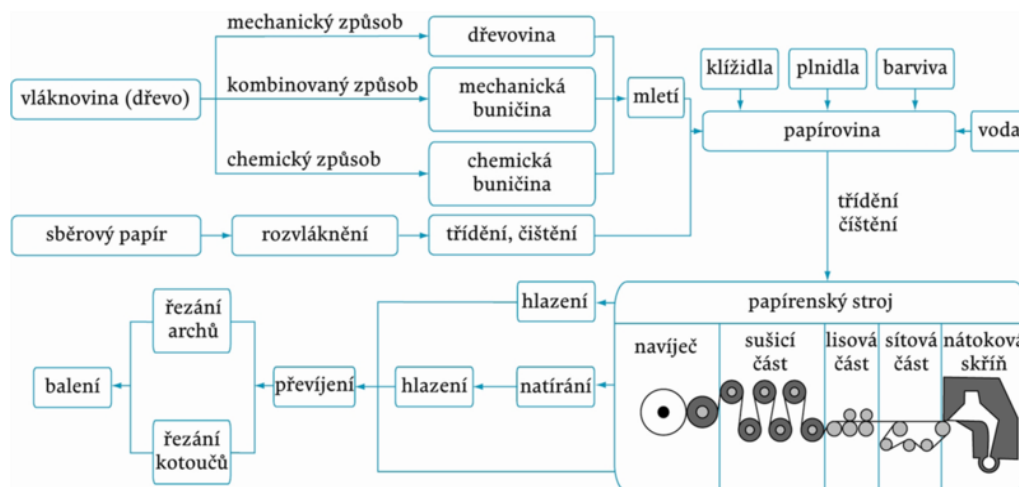 mechanický způsob
dřevovina
klížidla
plnidla
barviva
vláknovina (dřevo)
kombinovaný způsob
mechanická
buničina
mletí
papírovina
voda
chemický způsob
chemická
buničina
třídění
číštění
sběrový papír
rozvláknění
třídění, čištění
řezání
archů
hlazení
papírenský stroj
navíječ
sušicí
část
lisová
část
sítová
část
nátoková
skříň
balení
převíjení
hlazení
natírání
řezání
kotoučů